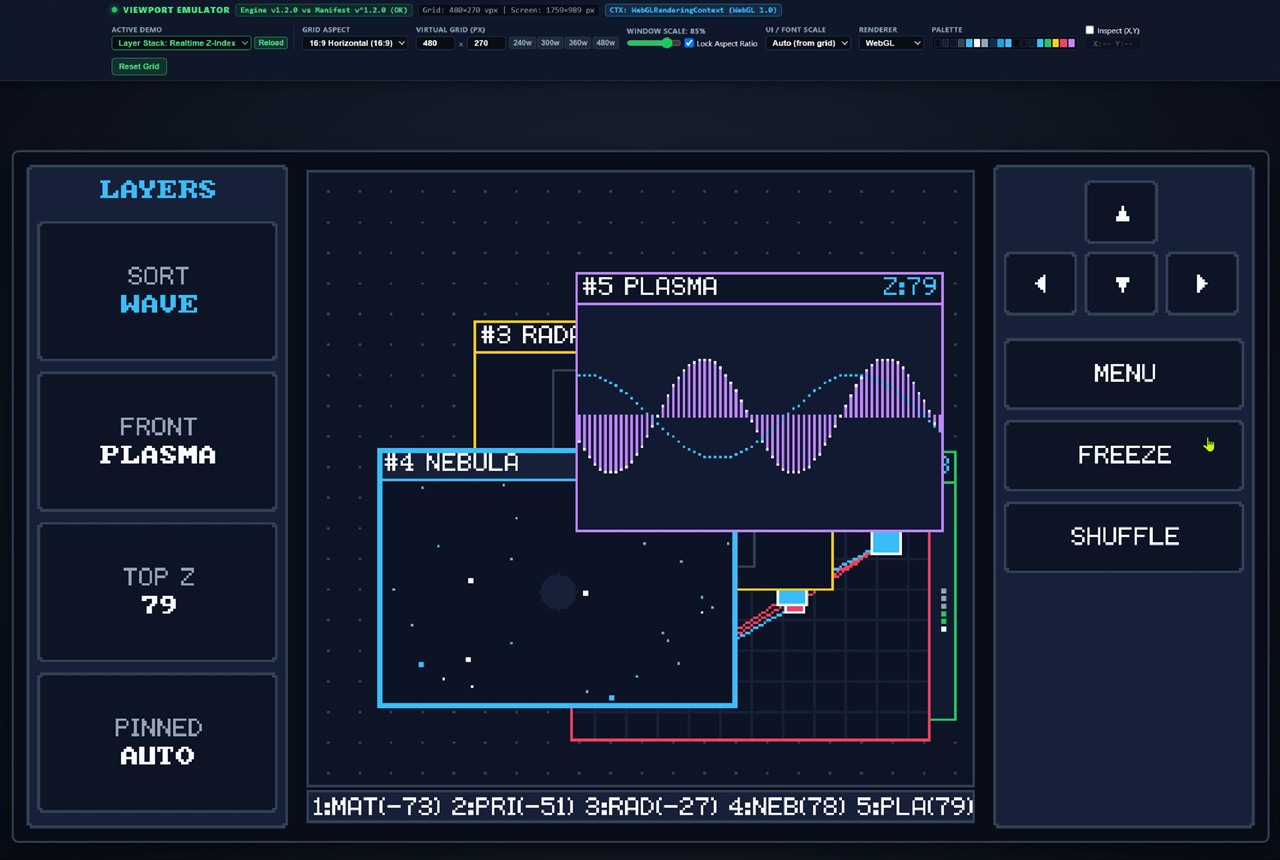 VIEWPORT EMULATOR
Engine v1.2.0 vs Manifest v^1.2.0 (OK)
Grid: 480×270 vpx | Screen: 1759×989 px
CTX: WebGLRenderingContext (WebGL 1.0)
ACTIVE DEMO
Layer Stack: Realtime Z-Index
Reload
GRID ASPECT
16:9 Horizontal (16:9)
VIRTUAL GRID (PX)
480 × 270
240w 300w 360w 480w
WINDOW SCALE: 85%
Lock Aspect Ratio
UI / FONT SCALE
Auto (from grid)
RENDERER
WebGL
PALETTE
Inspect (X,Y)
X:-- Y:--
Reset Grid
LAYERS
SORT
WAVE
FRONT
PLASMA
TOP Z
79
PINNED
AUTO
#5 PLASMA Z:79
#3 RADA
#4 NEBULA
1:MAT(-73) 2:PRI(-51) 3:RAD(-27) 4:NEB(78) 5:PLA(79)
MENU
FREEZE
SHUFFLE